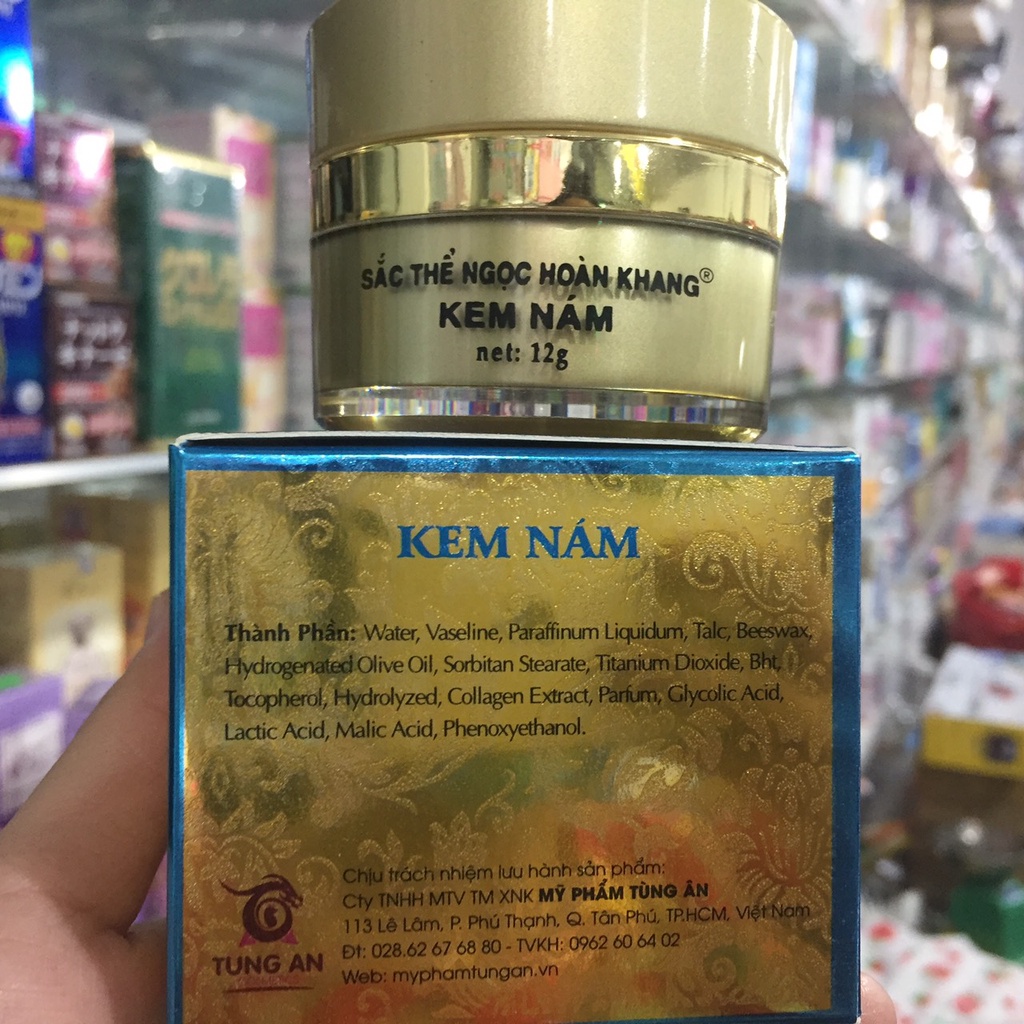 SẮC THỂ NGỌC HOÀN KHANG®
KEM NÁM
net: 12g
KEM NÁM
Thành Phần: Water, Vaseline, Paraffinum Liquidum, Talc, Beeswax,
Hydrogenated Olive Oil, Sorbitan Stearate, Titanium Dioxide, Bht,
Tocopherol, Hydrolyzed, Collagen Extract, Parfum, Glycolic Acid,
Lactic Acid, Malic Acid, Phenoxyethanol.
Chịu trách nhiệm lưu hành sản phẩm:
Cty TNHH MTV TM XNK MỸ PHẨM TÙNG ÂN
113 Lê Lâm, P. Phú Thạnh, Q. Tân Phú, TP.HCM, Việt Nam
Đt: 028.62 67 68 80 - TVKH: 0962 60 64 02
Web: myphamtungan.vn
TUNG AN